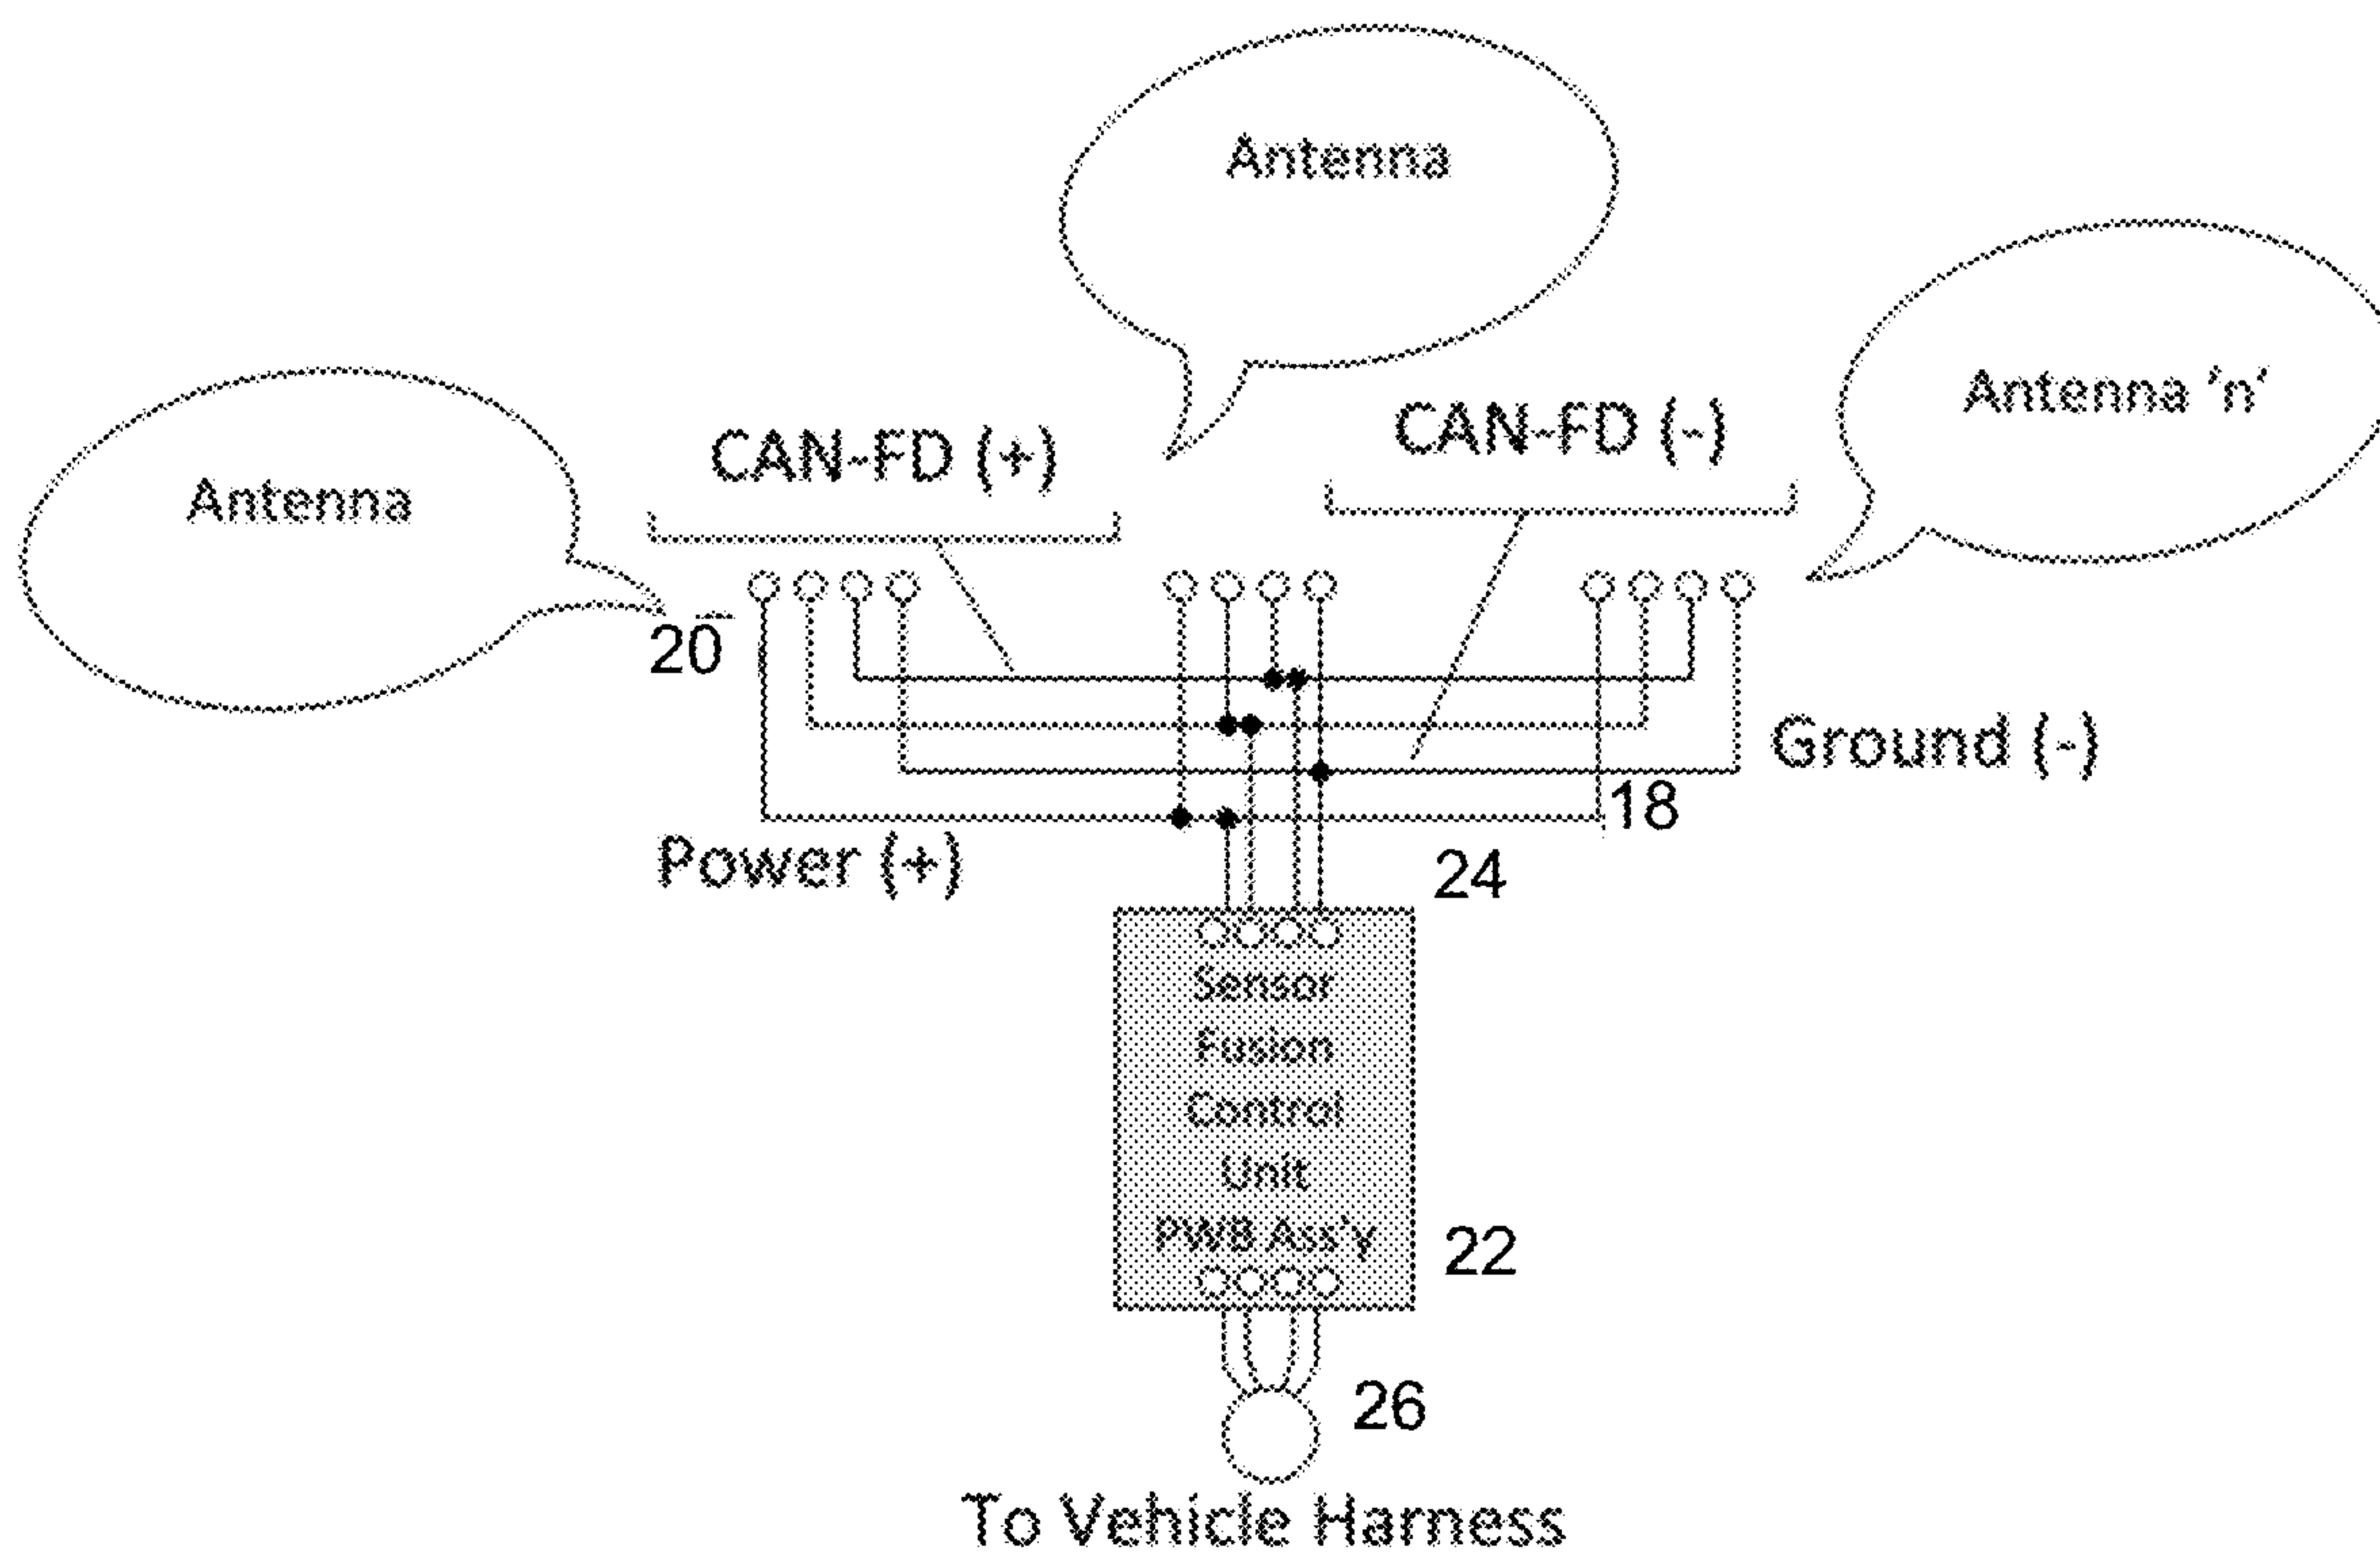 Antenna
Antenna 'n'
CAN-FD (-)
CAN-FD (+)
Antenna
20
Ground (-)
18
Power (+)
24
Sensor
Fusion
Control
Unit
PWB Ass'y
22
26
To Vehicle Harness